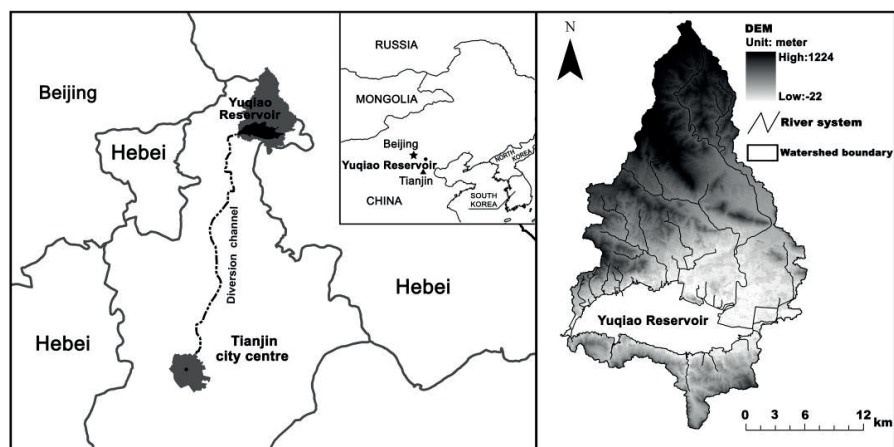 Beijing
Yuqiao
Reservoir
Hebei
Diversion channel
Hebei
Hebei
Tianjin
city centre
RUSSIA
MONGOLIA
Beijing
Yuqiao Reservoir
Tianjin
CHINA
NORTH
KOREA
SOUTH
KOREA
N
DEM
Unit: meter
High:1224
Low:-22
River system
Watershed boundary
Yuqiao Reservoir
0 3 6 12
km